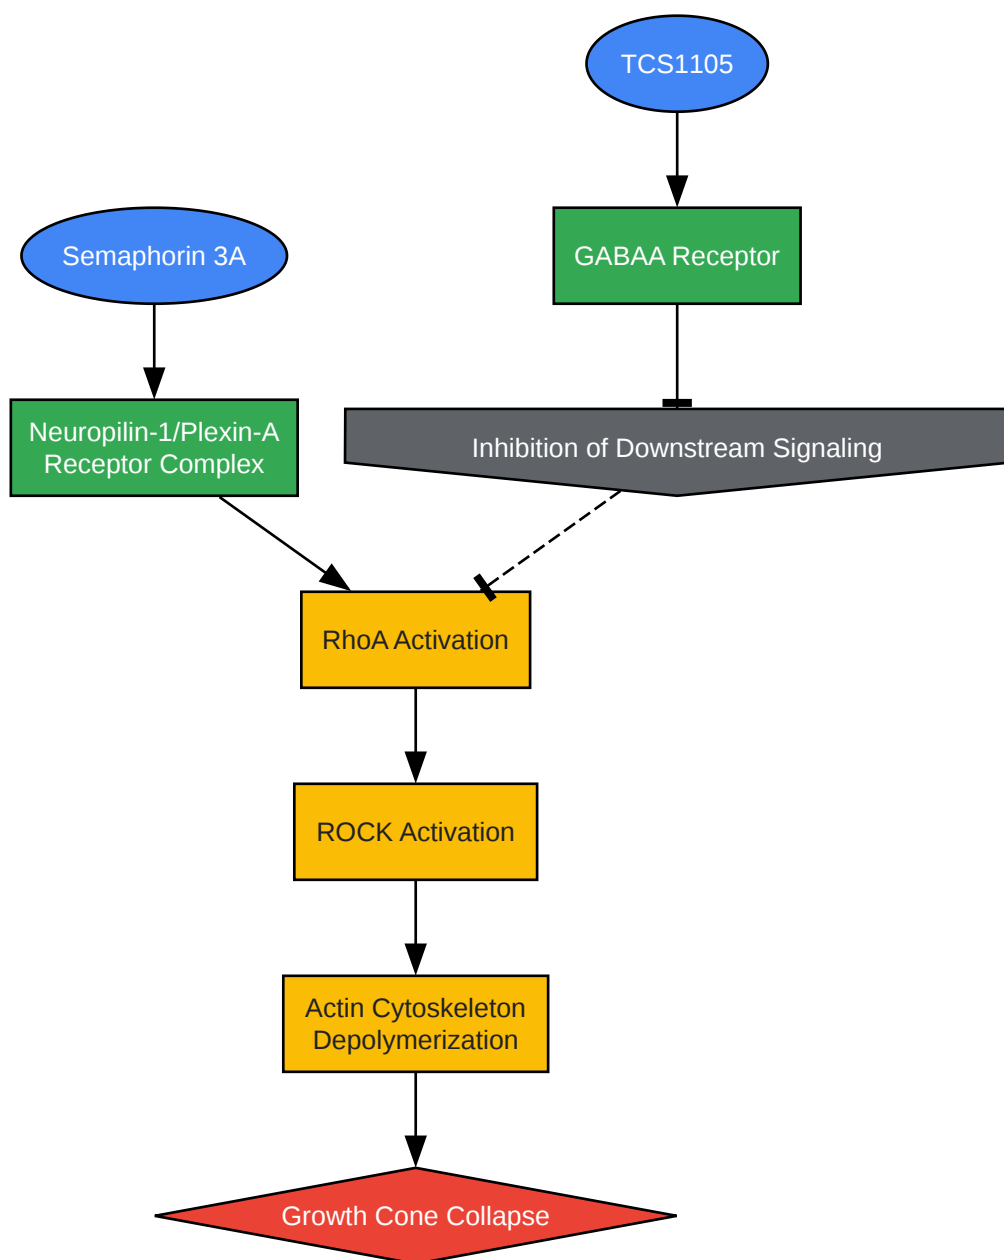 TCS1105
Semaphorin 3A
GABAA Receptor
Neuropilin-1/Plexin-A
Receptor Complex
Inhibition of Downstream Signaling
RhoA Activation
ROCK Activation
Actin Cytoskeleton
Depolymerization
Growth Cone Collapse